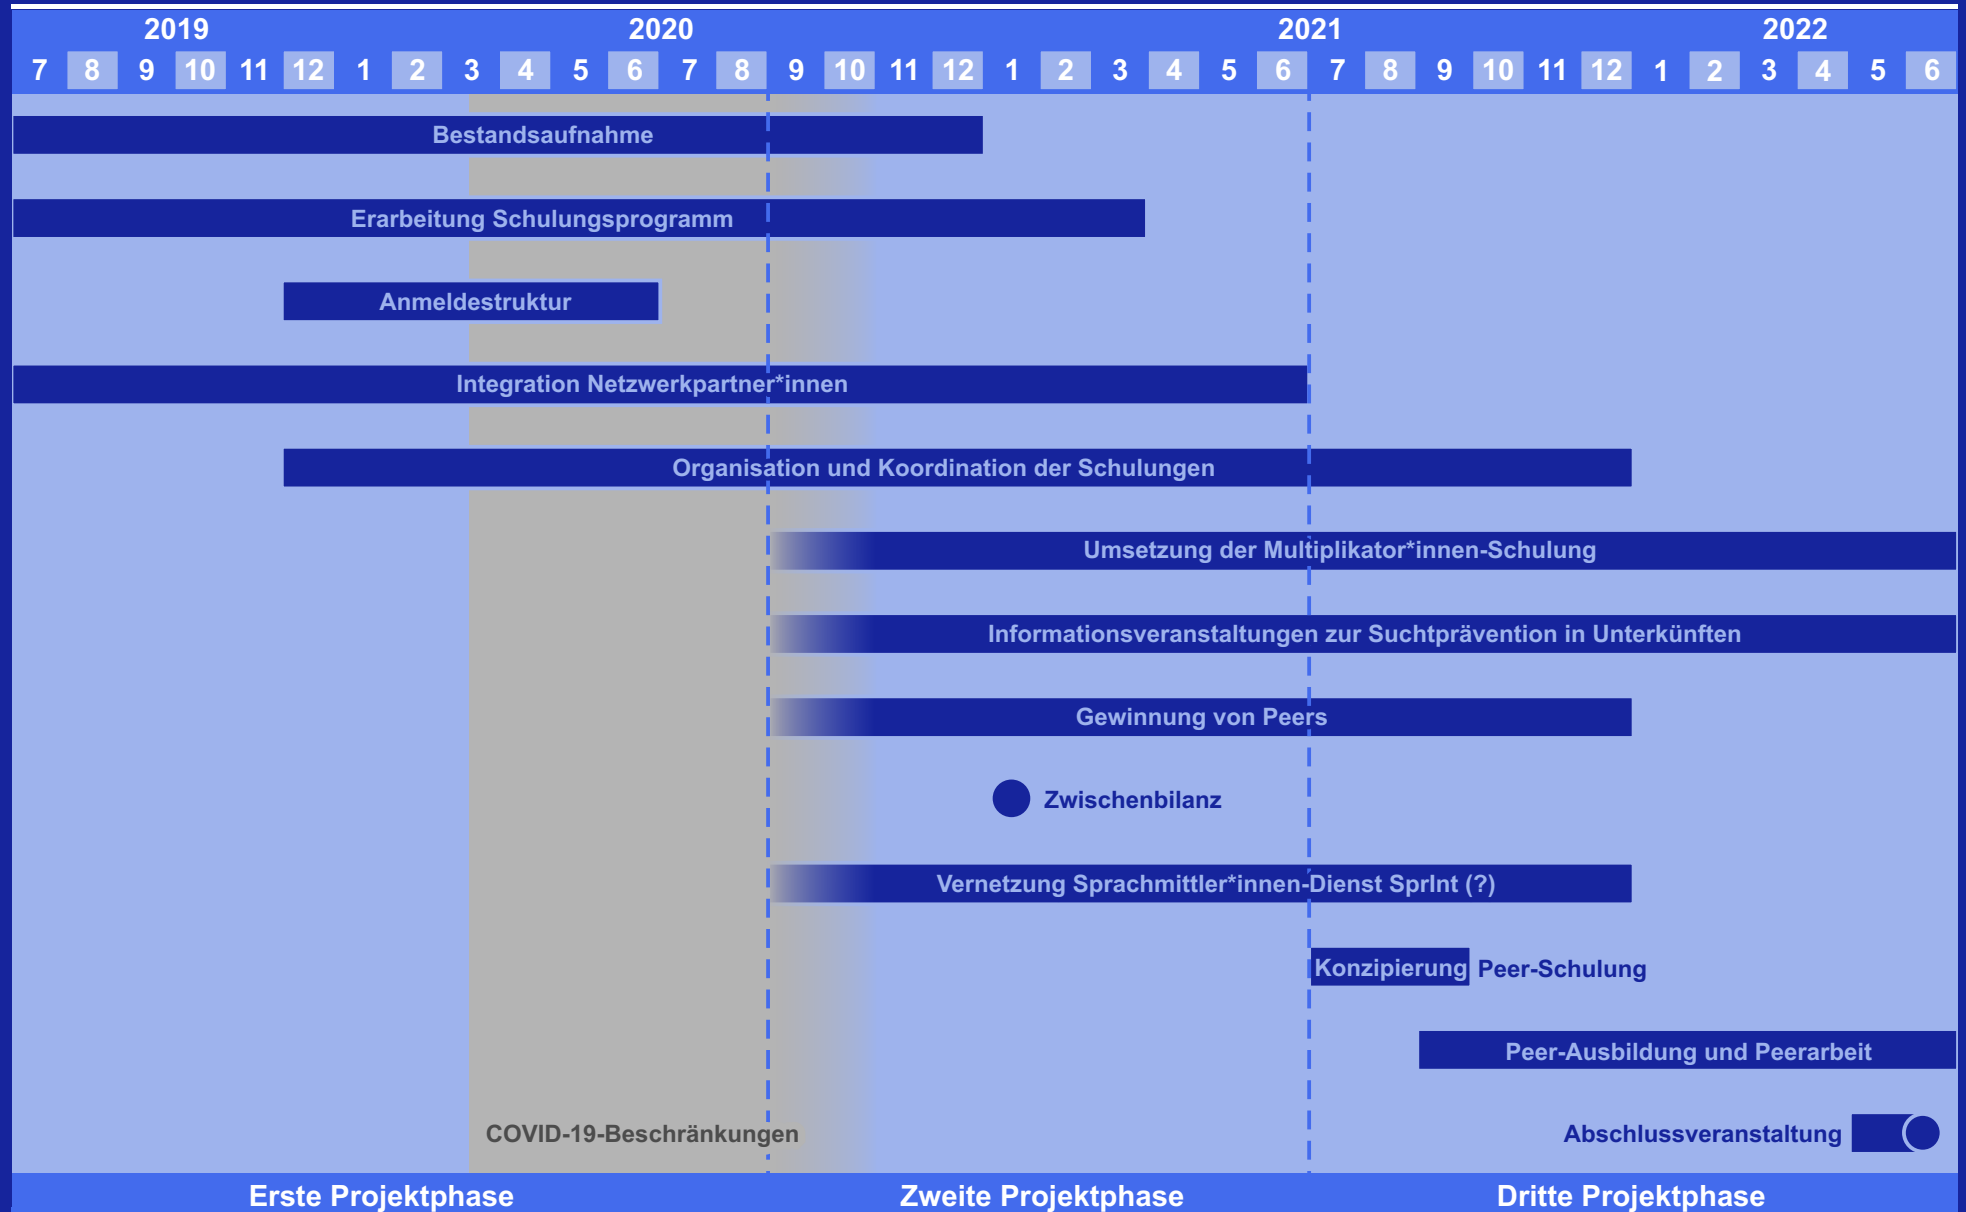 2019 2020 2021 2022
7 8 9 10 11 12 1 2 3 4 5 6 7 8 9 10 11 12 1 2 3 4 5 6 7 8 9 10 11 12 1 2 3 4 5 6
Bestandsaufnahme
Erarbeitung Schulungsprogramm
Anmeldestruktur
Integration Netzwerkpartner*innen
Organisation und Koordination der Schulungen
Umsetzung der Multiplikator*innen-Schulung
Informationsveranstaltungen zur Suchtprävention in Unterkünften
Gewinnung von Peers
Zwischenbilanz
Vernetzung Sprachmittler*innen-Dienst SprInt (?)
Konzipierung Peer-Schulung
Peer-Ausbildung und Peerarbeit
COVID-19-Beschränkungen Abschlussveranstaltung
Erste Projektphase Zweite Projektphase Dritte Projektphase